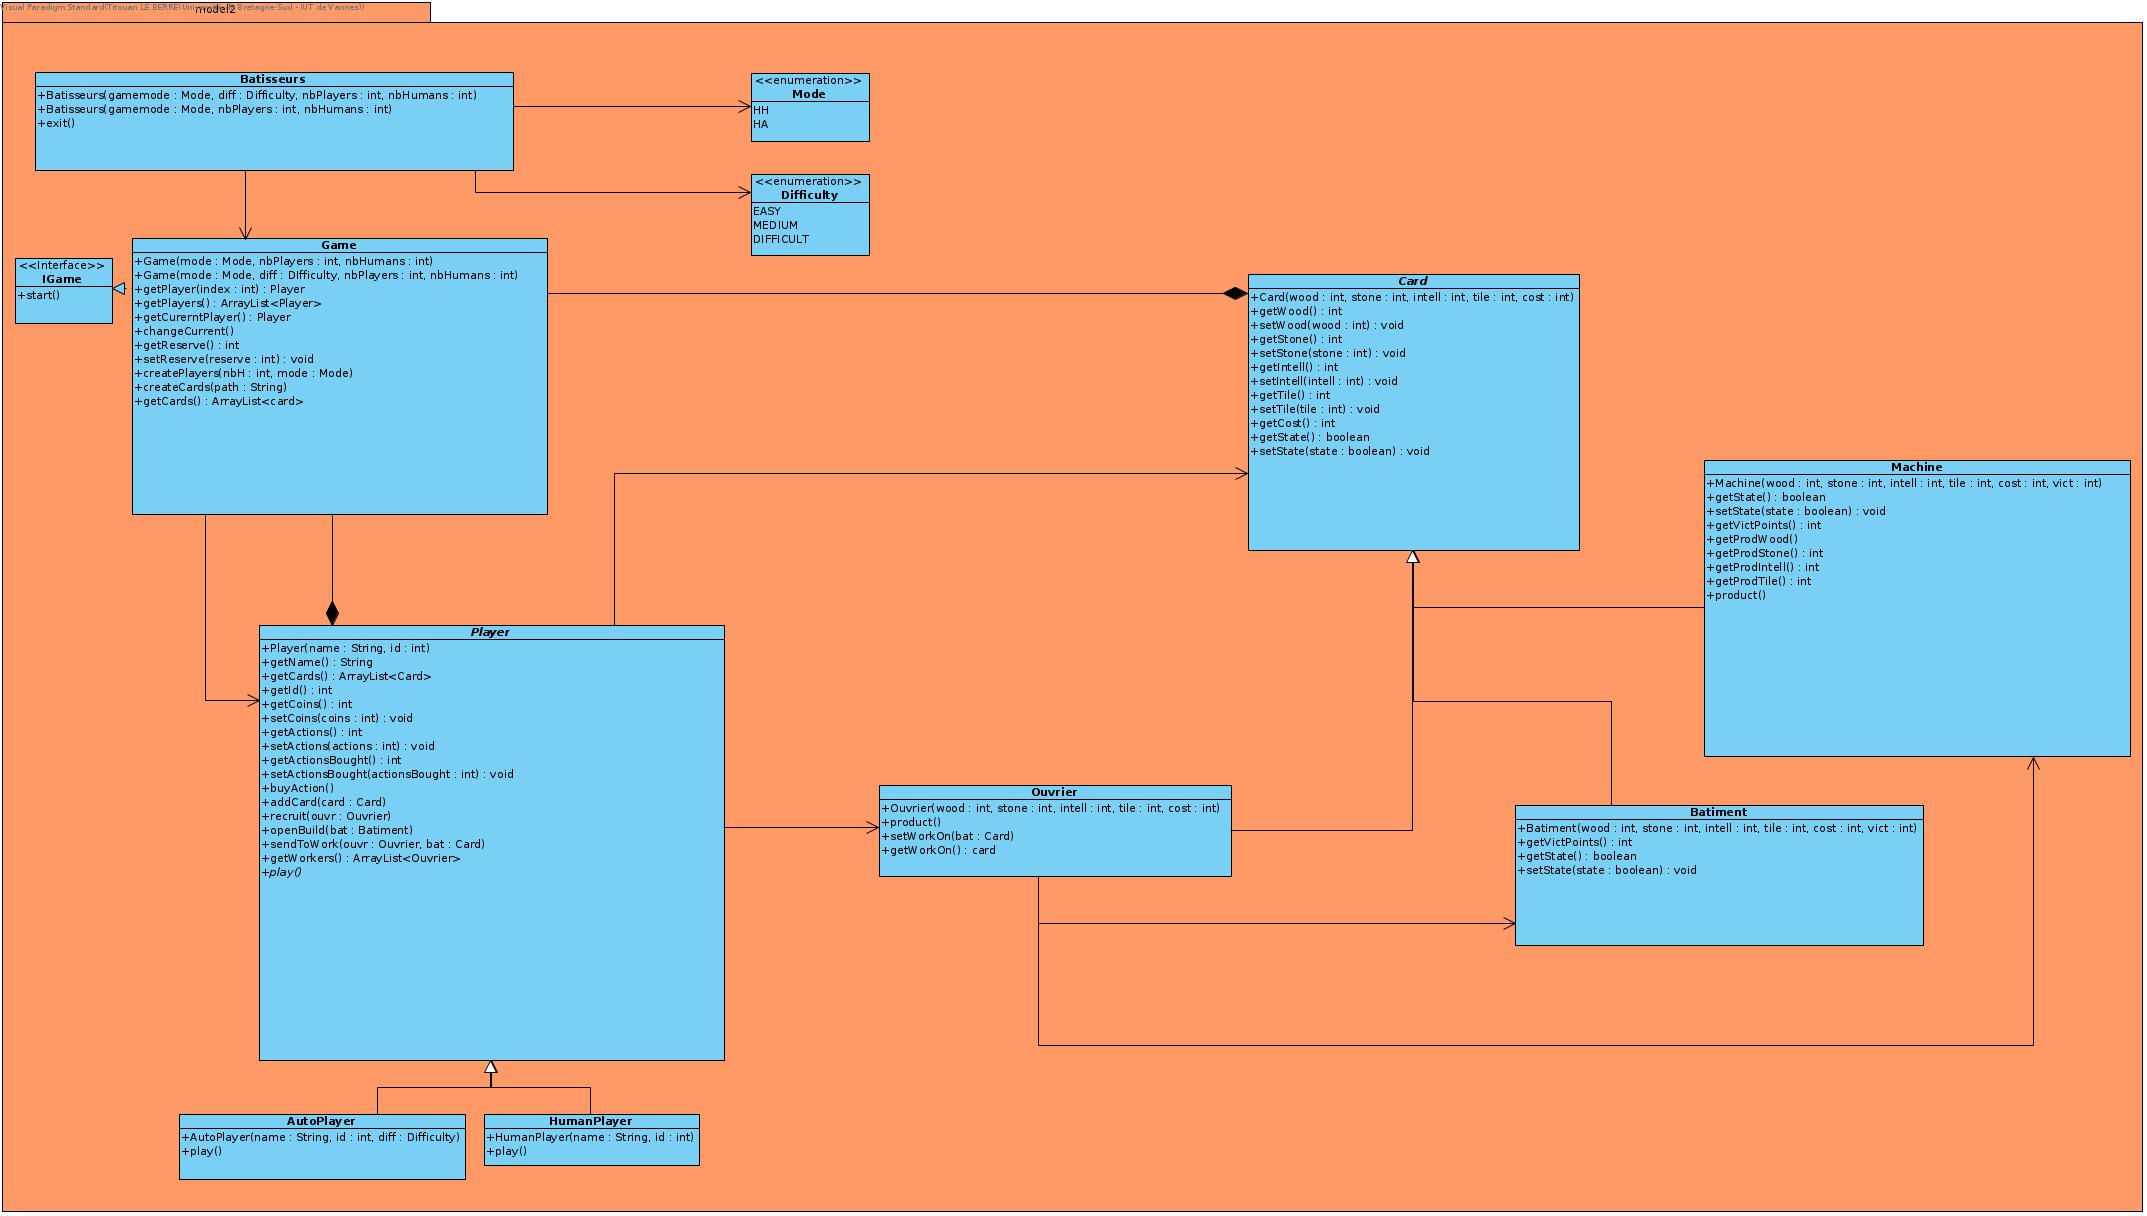 Visual Paradigm Standard(Titouan LE BERRE(Université de Bretagne-Sud - IUT de Vannes))
model2
Batisseurs
+Batisseurs(gamemode : Mode, diff : Difficulty, nbPlayers : int, nbHumans : int)
+Batisseurs(gamemode : Mode, nbPlayers : int, nbHumans : int)
+exit()
<<enumeration>>
Mode
HH
HA
<<enumeration>>
Difficulty
EASY
MEDIUM
DIFFICULT
<<Interface>>
IGame
+start()
Game
+Game(mode : Mode, nbPlayers : int, nbHumans : int)
+Game(mode : Mode, diff : DIfficulty, nbPlayers : int, nbHumans : int)
+getPlayer(index : int) : Player
+getPlayers() : ArrayList<Player>
+getCurerntPlayer() : Player
+changeCurrent()
+getReserve() : int
+setReserve(reserve : int) : void
+createPlayers(nbH : int, mode : Mode)
+createCards(path : String)
+getCards() : ArrayList<card>
Card
+Card(wood : int, stone : int, intell : int, tile : int, cost : int)
+getWood() : int
+setWood(wood : int) : void
+getStone() : int
+setStone(stone : int) : void
+getIntell() : int
+setIntell(intell : int) : void
+getTile() : int
+setTile(tile : int) : void
+getCost() : int
+getState() : boolean
+setState(state : boolean) : void
Machine
+Machine(wood : int, stone : int, intell : int, tile : int, cost : int, vict : int)
+getState() : boolean
+setState(state : boolean) : void
+getVictPoints() : int
+getProdWood()
+getProdStone() : int
+getProdIntell() : int
+getProdTile() : int
+product()
Player
+Player(name : String, id : int)
+getName() : String
+getCards() : ArrayList<Card>
+getId() : int
+getCoins() : int
+setCoins(coins : int) : void
+getActions() : int
+setActions(actions : int) : void
+getActionsBought() : int
+setActionsBought(actionsBought : int) : void
+buyAction()
+addCard(card : Card)
+recruit(ouvr : Ouvrier)
+openBuild(bat : Batiment)
+sendToWork(ouvr : Ouvrier, bat : Card)
+getWorkers() : ArrayList<Ouvrier>
+play()
Ouvrier
+Ouvrier(wood : int, stone : int, intell : int, tile : int, cost : int)
+product()
+setWorkOn(bat : Card)
+getWorkOn() : card
Batiment
+Batiment(wood : int, stone : int, intell : int, tile : int, cost : int, vict : int)
+getVictPoints() : int
+getState() : boolean
+setState(state : boolean) : void
AutoPlayer
+AutoPlayer(name : String, id : int, diff : Difficulty)
+play()
HumanPlayer
+HumanPlayer(name : String, id : int)
+play()